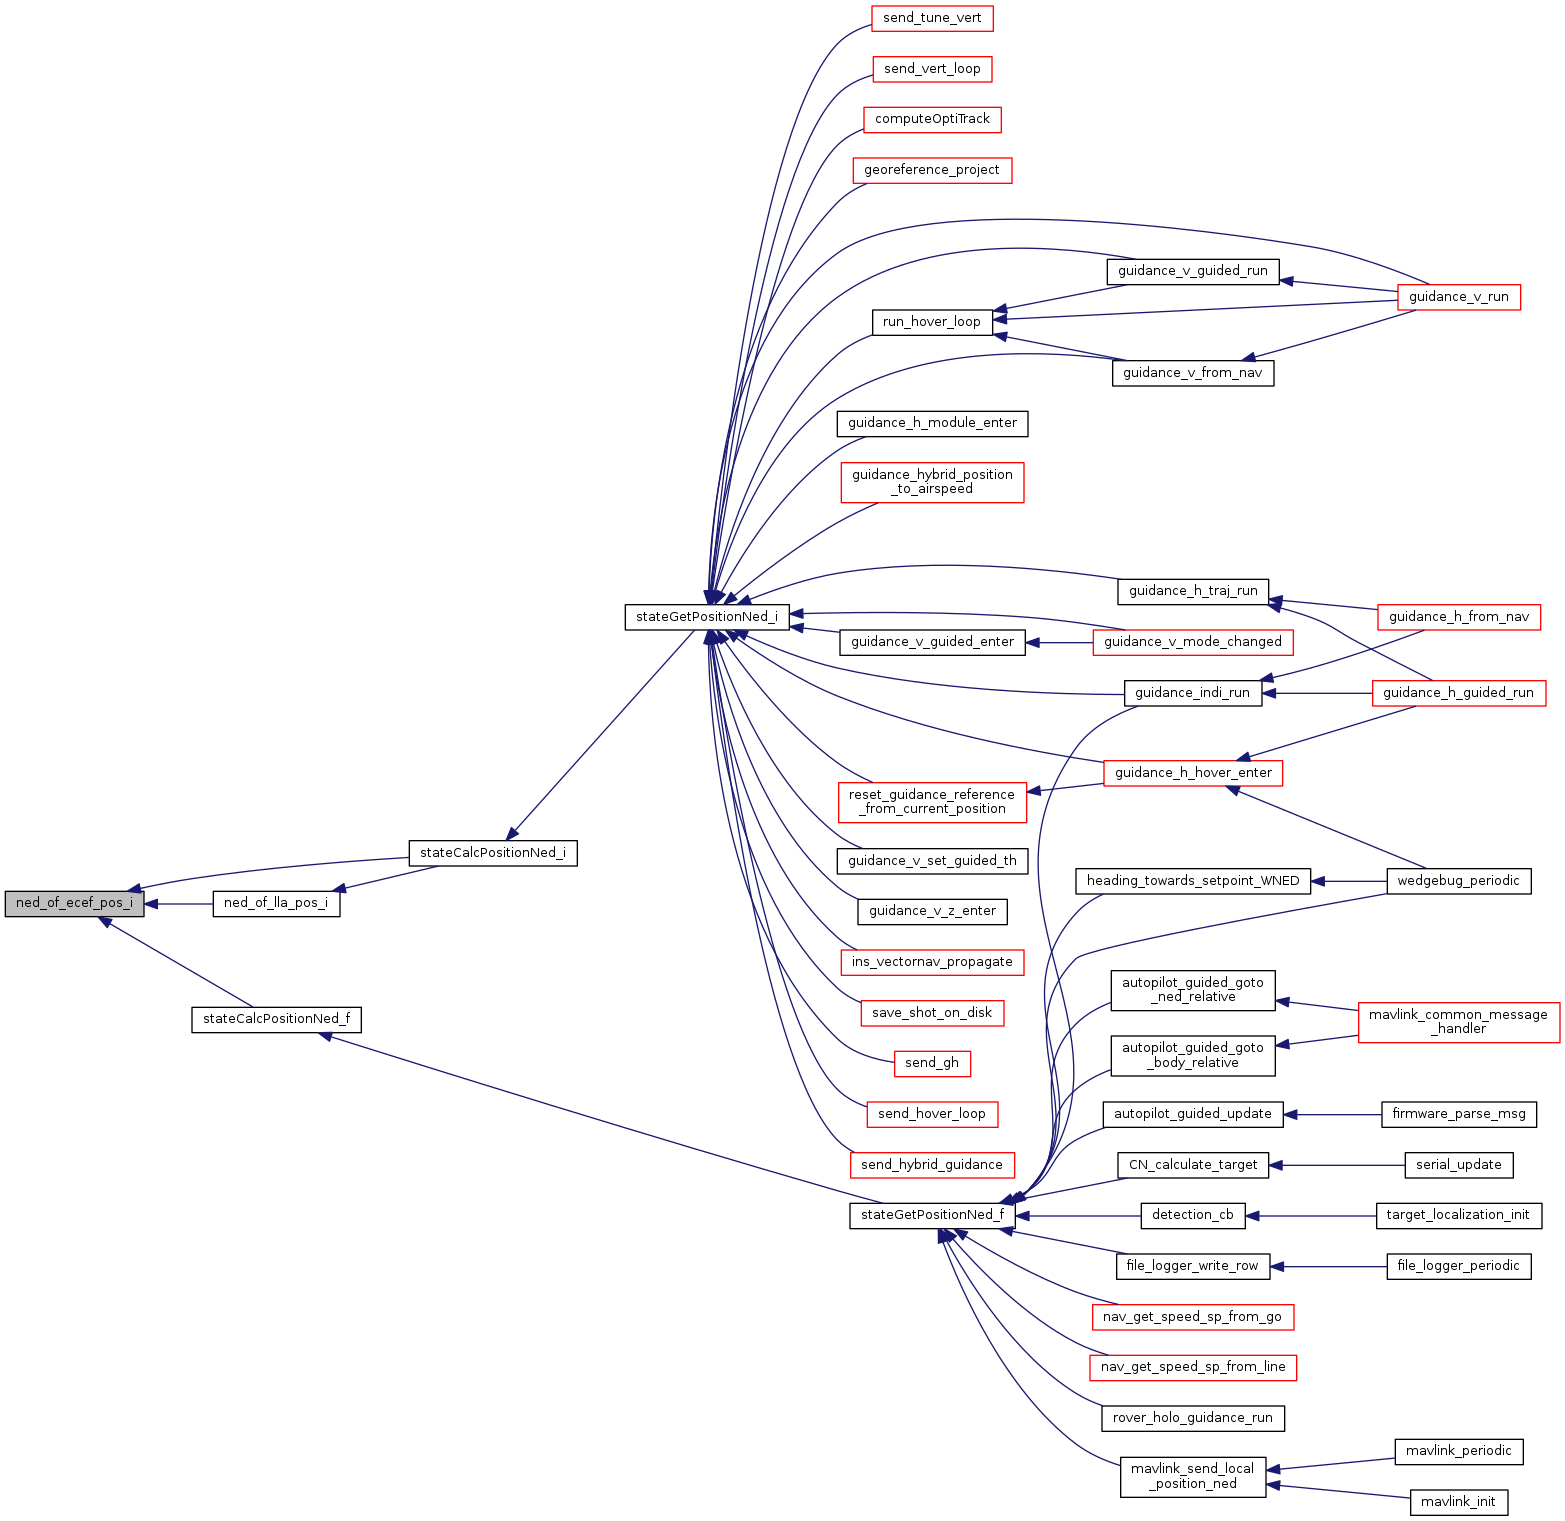 send_tune_vert
send_vert_loop
computeOptiTrack
georeference_project
guidance_v_guided_run
guidance_v_run
run_hover_loop
guidance_v_from_nav
guidance_h_module_enter
guidance_hybrid_position
_to_airspeed
guidance_h_traj_run
stateGetPositionNed_i
guidance_h_from_nav
guidance_v_guided_enter
guidance_v_mode_changed
guidance_indi_run
guidance_h_guided_run
guidance_h_hover_enter
reset_guidance_reference
_from_current_position
stateCalcPositionNed_i
guidance_v_set_guided_th
heading_towards_setpoint_WNED
wedgebug_periodic
ned_of_ecef_pos_i
ned_of_lla_pos_i
guidance_v_z_enter
ins_vectornav_propagate
autopilot_guided_goto
_ned_relative
save_shot_on_disk
stateCalcPositionNed_f
mavlink_common_message
_handler
autopilot_guided_goto
_body_relative
send_gh
send_hover_loop
autopilot_guided_update
firmware_parse_msg
send_hybrid_guidance
CN_calculate_target
serial_update
stateGetPositionNed_f
detection_cb
target_localization_init
file_logger_write_row
file_logger_periodic
nav_get_speed_sp_from_go
nav_get_speed_sp_from_line
rover_holo_guidance_run
mavlink_periodic
mavlink_send_local
_position_ned
mavlink_init